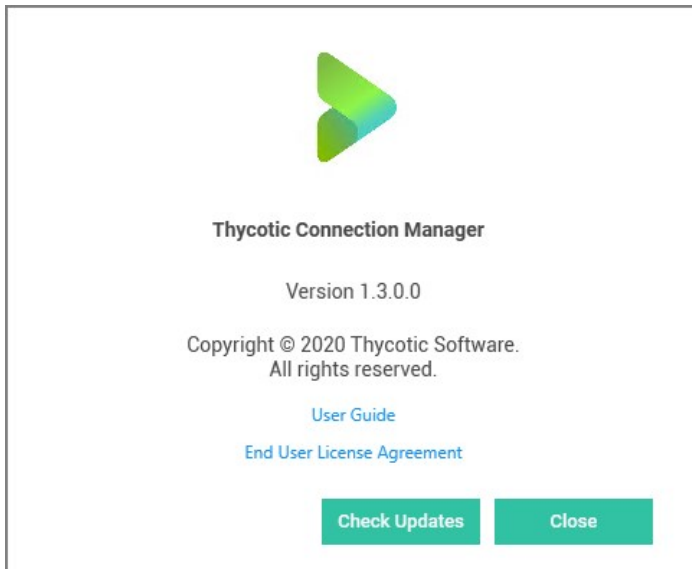 Thycotic Connection Manager
Version 1.3.0.0
Copyright © 2020 Thycotic Software.
All rights reserved.
User Guide
End User License Agreement
Check Updates
Close